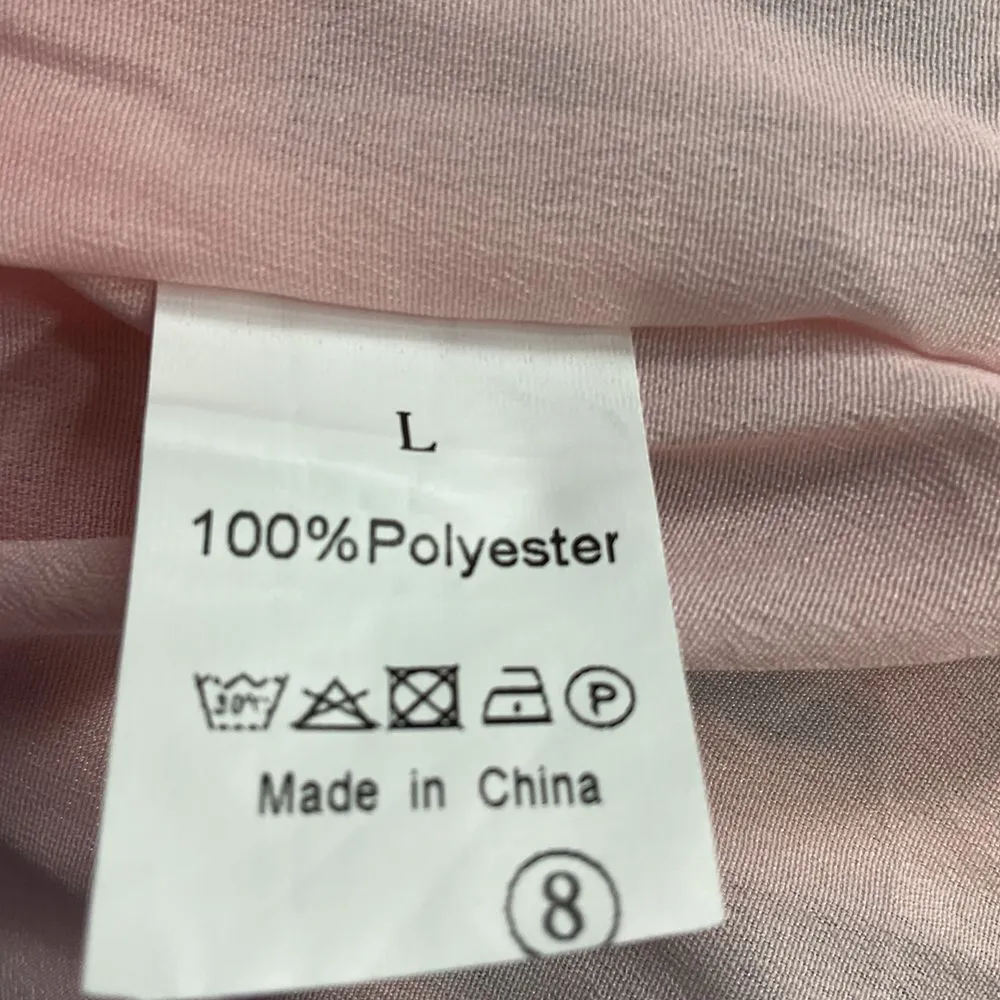 L
100%Polyester
30℃
P
Made in China
8